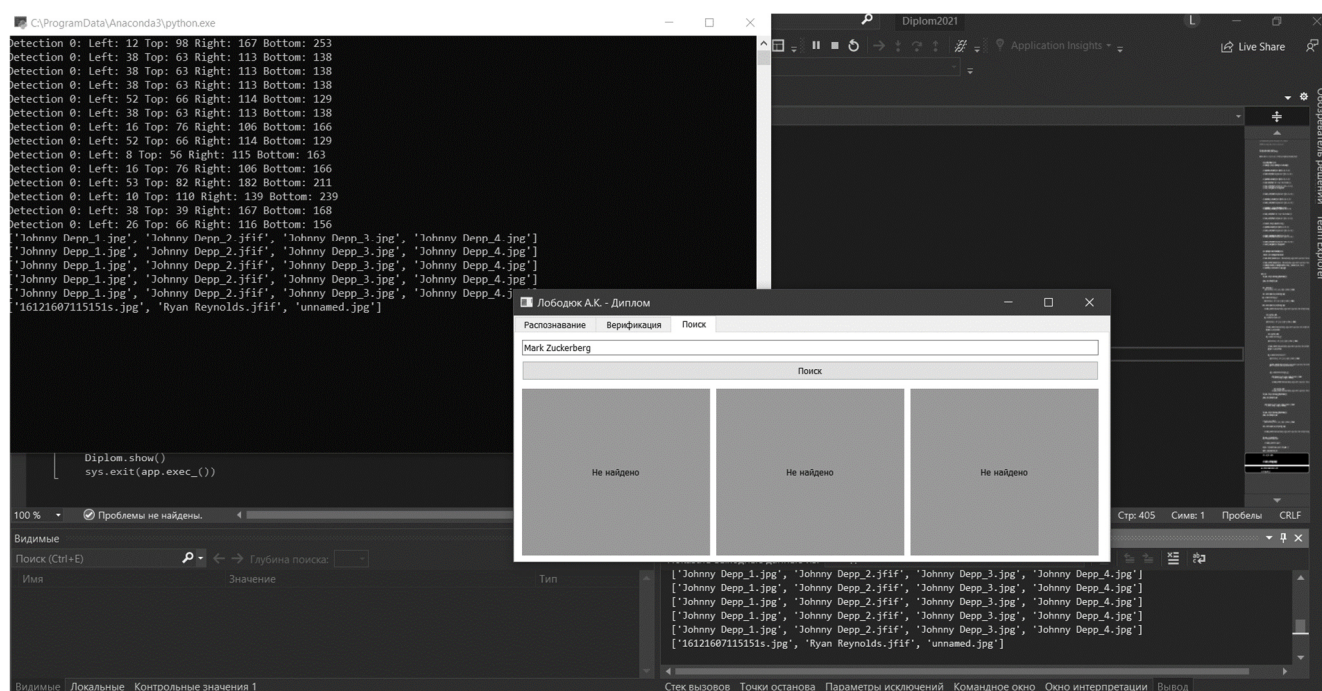 C:\ProgramData\Anaconda3\python.exe
Diplom2021
L
Application Insights
Live Share
Detection 0: Left: 12 Top: 98 Right: 167 Bottom: 253
Detection 0: Left: 38 Top: 63 Right: 113 Bottom: 138
Detection 0: Left: 38 Top: 63 Right: 113 Bottom: 138
Detection 0: Left: 38 Top: 63 Right: 113 Bottom: 138
Detection 0: Left: 52 Top: 66 Right: 114 Bottom: 129
Detection 0: Left: 38 Top: 63 Right: 113 Bottom: 138
Detection 0: Left: 16 Top: 76 Right: 106 Bottom: 166
Detection 0: Left: 52 Top: 66 Right: 114 Bottom: 129
Detection 0: Left: 8 Top: 56 Right: 115 Bottom: 163
Detection 0: Left: 16 Top: 76 Right: 106 Bottom: 166
Detection 0: Left: 53 Top: 82 Right: 182 Bottom: 211
Detection 0: Left: 10 Top: 110 Right: 139 Bottom: 239
Detection 0: Left: 38 Top: 39 Right: 167 Bottom: 168
Detection 0: Left: 26 Top: 66 Right: 116 Bottom: 156
['Johnny Depp_1.jpg', 'Johnny Depp_2.jfif', 'Johnny Depp_3.jpg', 'Johnny Depp_4.jpg']
['Johnny Depp_1.jpg', 'Johnny Depp_2.jfif', 'Johnny Depp_3.jpg', 'Johnny Depp_4.jpg']
['Johnny Depp_1.jpg', 'Johnny Depp_2.jfif', 'Johnny Depp_3.jpg', 'Johnny Depp_4.jpg']
['Johnny Depp_1.jpg', 'Johnny Depp_2.jfif', 'Johnny Depp_3.jpg', 'Johnny Depp_4.jpg']
['Johnny Depp_1.jpg', 'Johnny Depp_2.jfif', 'Johnny Depp_3.jpg', 'Johnny Depp_4.j
['16121607115151s.jpg', 'Ryan Reynolds.jfif', 'unnamed.jpg']
Обозреватель решений
Team Explorer
Лободюк А.К. - Диплом
Распознавание Верификация Поиск
Mark Zuckerberg
Поиск
Не найдено Не найдено Не найдено
Diplom.show()
sys.exit(app.exec_())
100 % Проблемы не найдены.
Стр: 405 Симв: 1 Пробелы CRLF
Видимые
Поиск (Ctrl+E) Глубина поиска:
Имя Значение Тип
['Johnny Depp_1.jpg', 'Johnny Depp_2.jfif', 'Johnny Depp_3.jpg', 'Johnny Depp_4.jpg']
['Johnny Depp_1.jpg', 'Johnny Depp_2.jfif', 'Johnny Depp_3.jpg', 'Johnny Depp_4.jpg']
['Johnny Depp_1.jpg', 'Johnny Depp_2.jfif', 'Johnny Depp_3.jpg', 'Johnny Depp_4.jpg']
['Johnny Depp_1.jpg', 'Johnny Depp_2.jfif', 'Johnny Depp_3.jpg', 'Johnny Depp_4.jpg']
['Johnny Depp_1.jpg', 'Johnny Depp_2.jfif', 'Johnny Depp_3.jpg', 'Johnny Depp_4.jpg']
['16121607115151s.jpg', 'Ryan Reynolds.jfif', 'unnamed.jpg']
Видимые Локальные Контрольные значения 1
Стек вызовов Точки останова Параметры исключений Командное окно Окно интерпретации Вывод